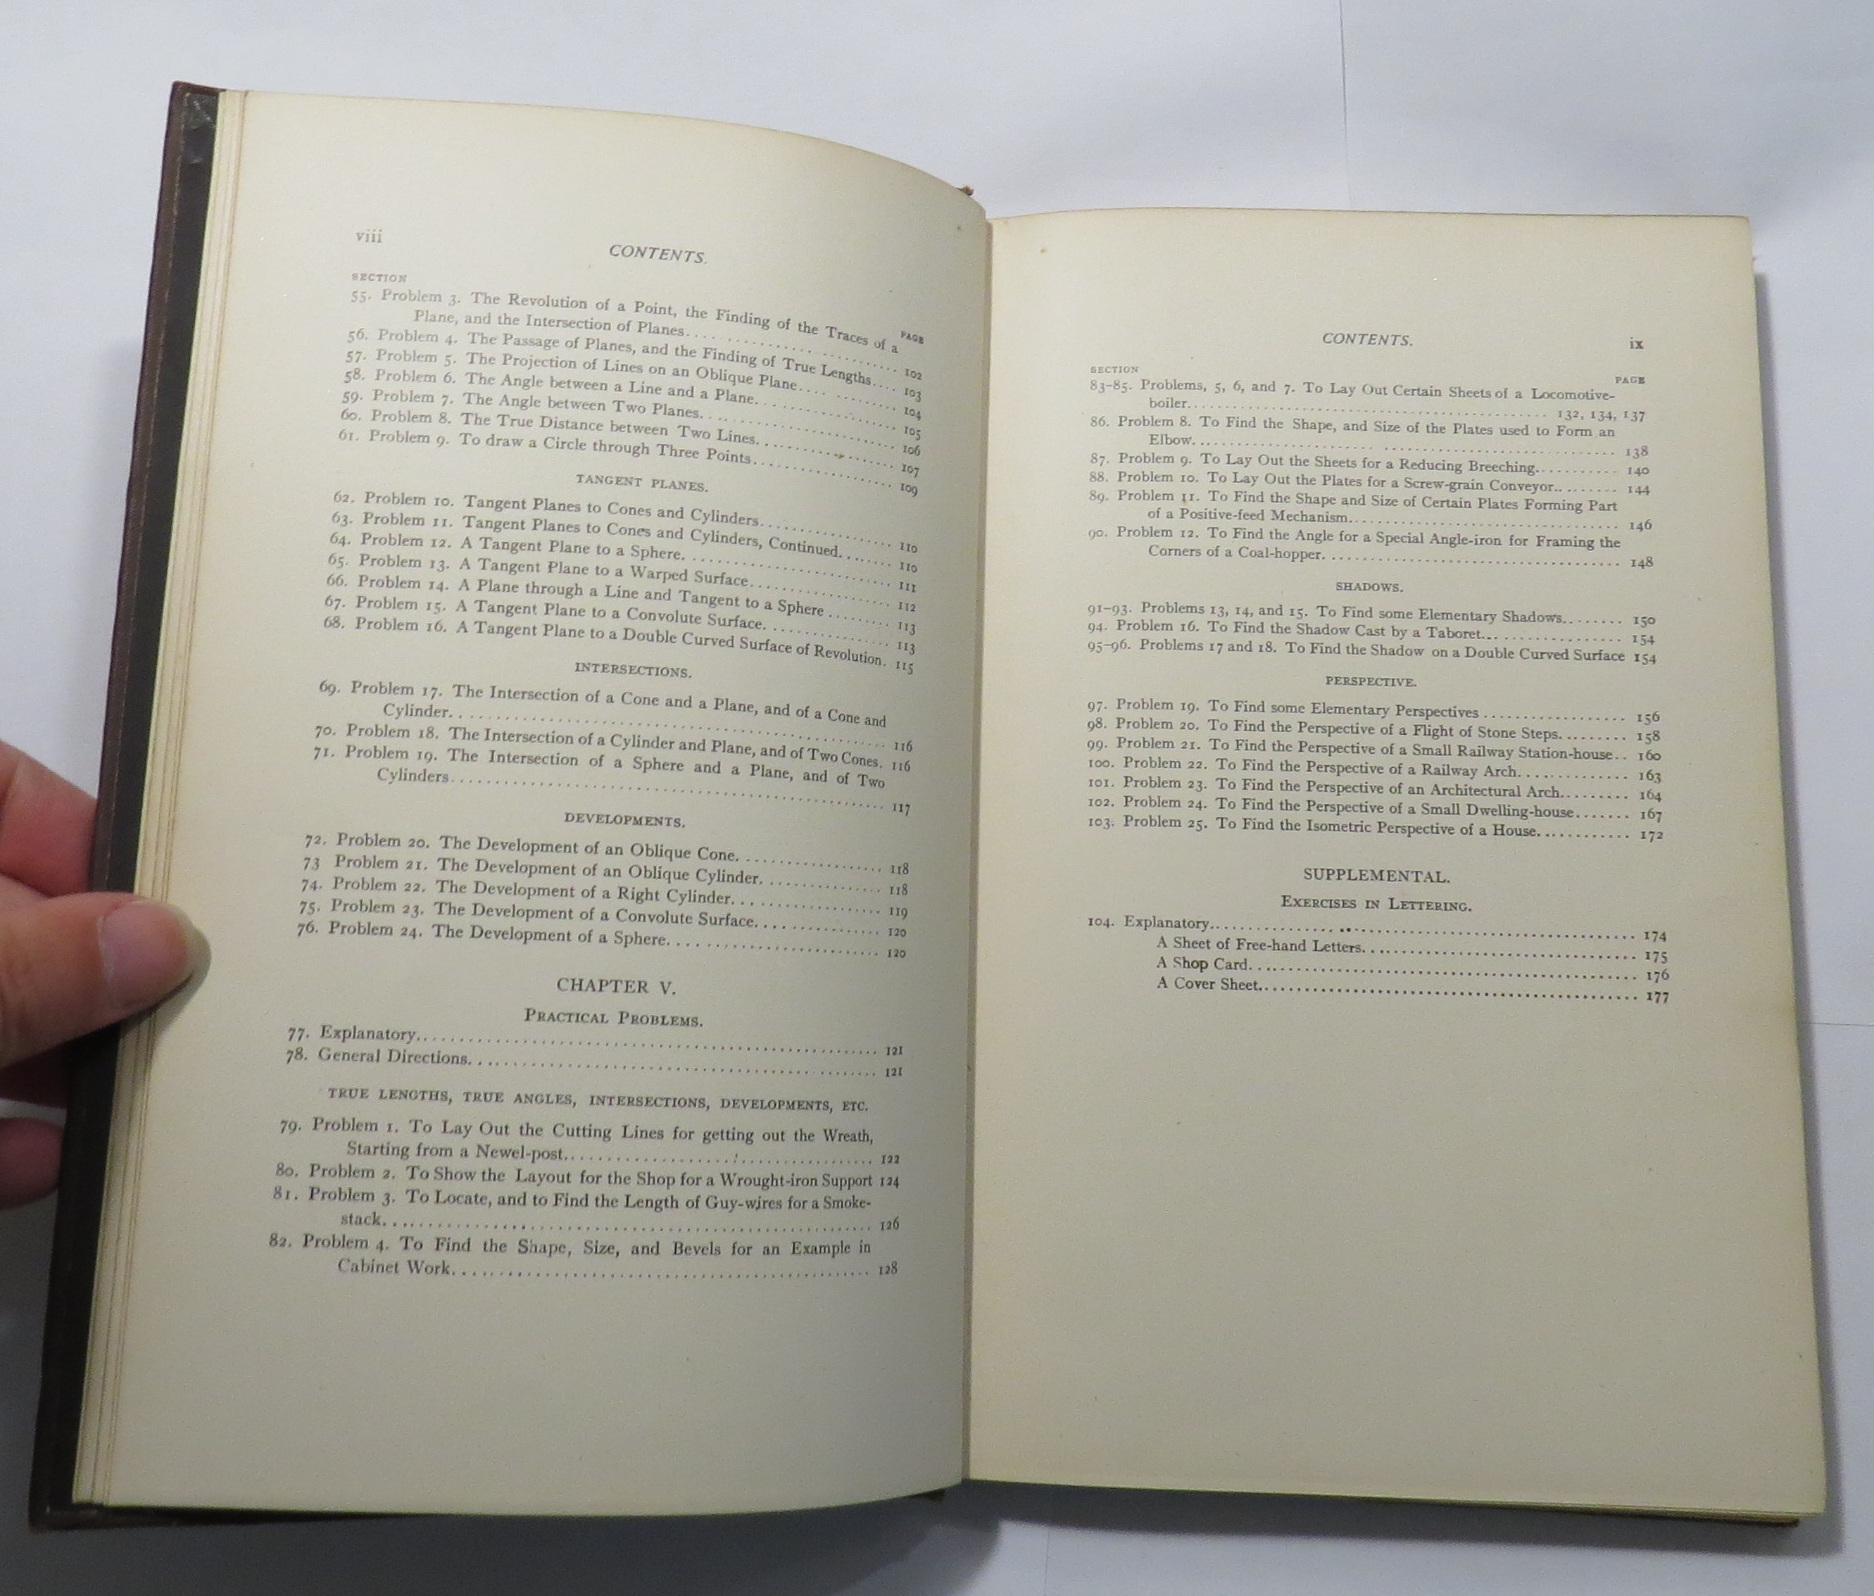 viii
CONTENTS.
SECTION
PAGE
55. Problem 3. The Revolution of a Point, the Finding of the Traces of a
Plane, and the Intersection of Planes.................... 102
56. Problem 4. The Passage of Planes, and the Finding of True Lengths.... 103
57. Problem 5. The Projection of Lines on an Oblique Plane............ 104
58. Problem 6. The Angle between a Line and a Plane................. 105
59. Problem 7. The Angle between Two Planes...................... 106
60. Problem 8. The True Distance between Two Lines................. 107
61. Problem 9. To draw a Circle through Three Points................ 109
TANGENT PLANES.
62. Problem 10. Tangent Planes to Cones and Cylinders................ 110
63. Problem 11. Tangent Planes to Cones and Cylinders, Continued........ 110
64. Problem 12. A Tangent Plane to a Sphere........................ 111
65. Problem 13. A Tangent Plane to a Warped Surface................. 112
66. Problem 14. A Plane through a Line and Tangent to a Sphere......... 113
67. Problem 15. A Tangent Plane to a Convolute Surface............... 113
68. Problem 16. A Tangent Plane to a Double Curved Surface of Revolution. 115
INTERSECTIONS.
69. Problem 17. The Intersection of a Cone and a Plane, and of a Cone and
Cylinder................................................ 116
70. Problem 18. The Intersection of a Cylinder and Plane, and of Two Cones. 116
71. Problem 19. The Intersection of a Sphere and a Plane, and of Two
Cylinders............................................... 117
DEVELOPMENTS.
72. Problem 20. The Development of an Oblique Cone.................. 118
73 Problem 21. The Development of an Oblique Cylinder............... 118
74. Problem 22. The Development of a Right Cylinder.................. 119
75. Problem 23. The Development of a Convolute Surface............... 120
76. Problem 24. The Development of a Sphere........................ 120
CHAPTER V.
PRACTICAL PROBLEMS.
77. Explanatory............................................. 121
78. General Directions........................................ 121
TRUE LENGTHS, TRUE ANGLES, INTERSECTIONS, DEVELOPMENTS, ETC.
79. Problem 1. To Lay Out the Cutting Lines for getting out the Wreath,
Starting from a Newel-post................................. 122
80. Problem 2. To Show the Layout for the Shop for a Wrought-iron Support 124
81. Problem 3. To Locate, and to Find the Length of Guy-wires for a Smoke-
stack.................................................. 126
82. Problem 4. To Find the Shape, Size, and Bevels for an Example in
Cabinet Work............................................ 128
CONTENTS.
ix
SECTION
PAGE
83-85. Problems, 5, 6, and 7. To Lay Out Certain Sheets of a Locomotive-
boiler........................................ 132, 134, 137
86. Problem 8. To Find the Shape, and Size of the Plates used to Form an
Elbow................................................. 138
87. Problem 9. To Lay Out the Sheets for a Reducing Breeching.......... 140
88. Problem 10. To Lay Out the Plates for a Screw-grain Conveyor......... 144
89. Problem 11. To Find the Shape and Size of Certain Plates Forming Part
of a Positive-feed Mechanism............................... 146
90. Problem 12. To Find the Angle for a Special Angle-iron for Framing the
Corners of a Coal-hopper................................... 148
SHADOWS.
91-93. Problems 13, 14, and 15. To Find some Elementary Shadows........ 150
94. Problem 16. To Find the Shadow Cast by a Taboret................. 154
95-96. Problems 17 and 18. To Find the Shadow on a Double Curved Surface 154
PERSPECTIVE.
97. Problem 19. To Find some Elementary Perspectives................. 156
98. Problem 20. To Find the Perspective of a Flight of Stone Steps......... 158
99. Problem 21. To Find the Perspective of a Small Railway Station-house.. 160
100. Problem 22. To Find the Perspective of a Railway Arch.............. 163
101. Problem 23. To Find the Perspective of an Architectural Arch......... 164
102. Problem 24. To Find the Perspective of a Small Dwelling-house....... 167
103. Problem 25. To Find the Isometric Perspective of a House............ 172
SUPPLEMENTAL.
EXERCISES IN LETTERING.
104. Explanatory............................................ 174
A Sheet of Free-hand Letters............................... 175
A Shop Card............................................ 176
A Cover Sheet........................................... 177